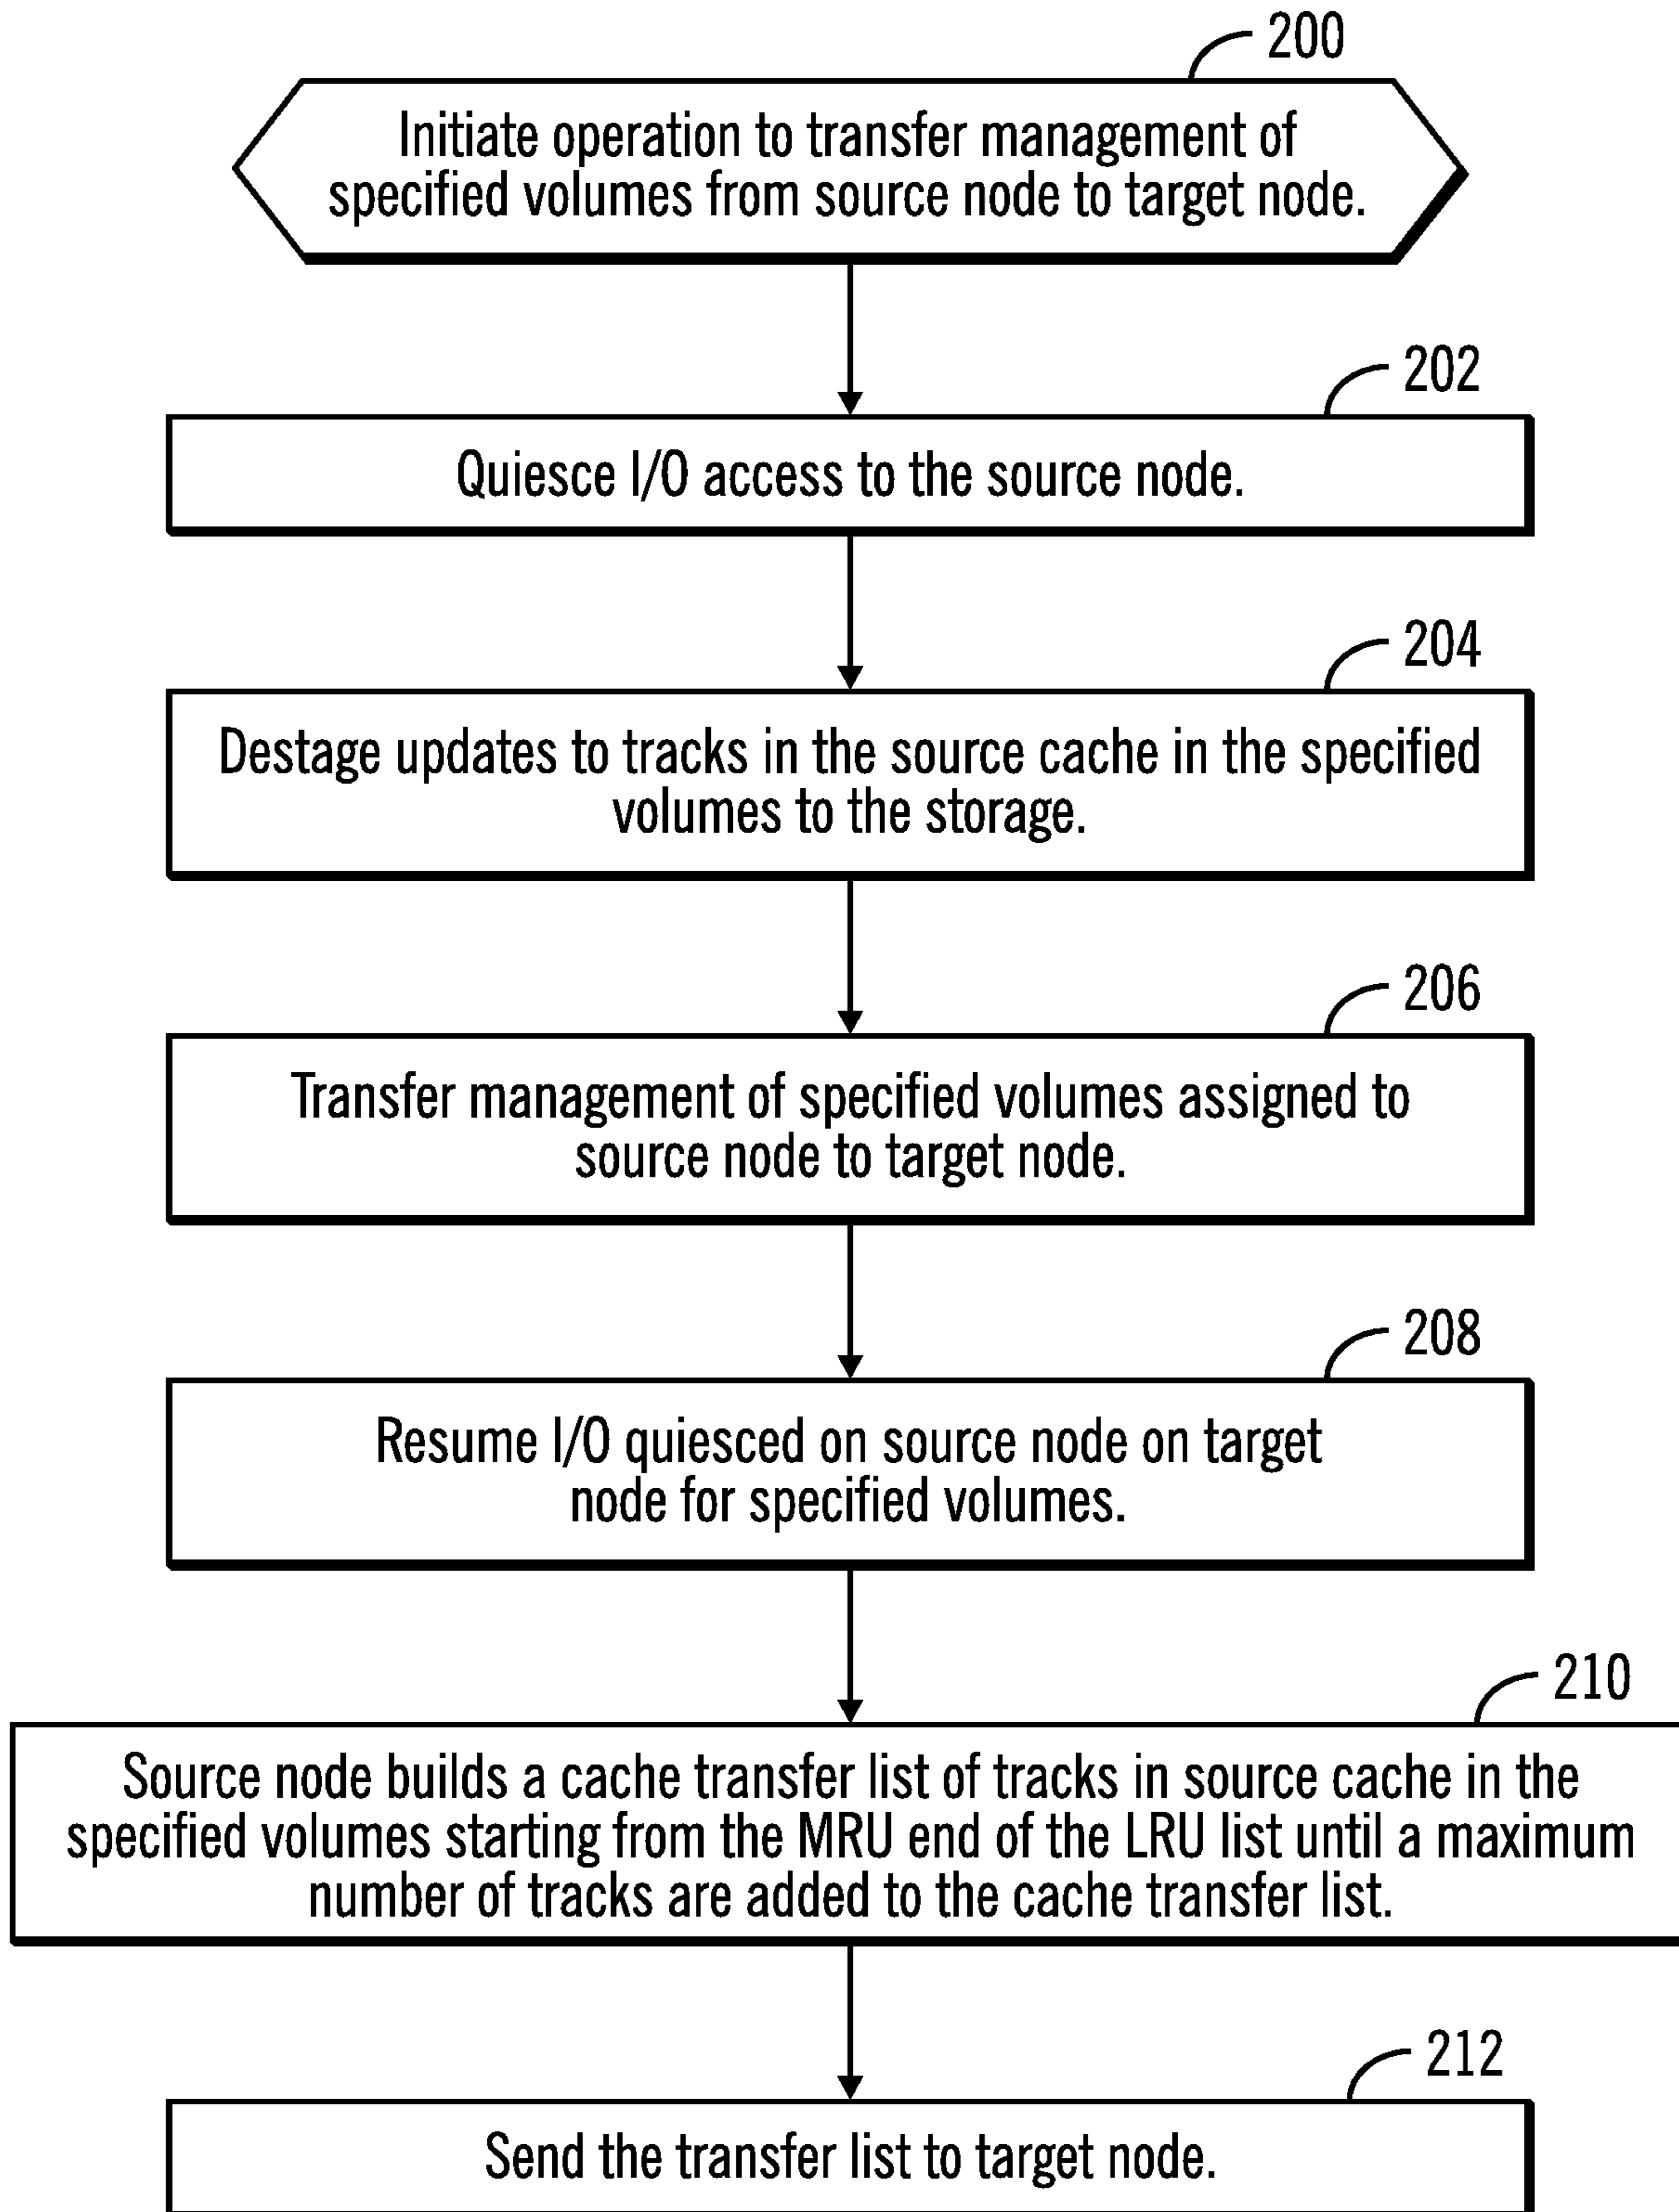 200
Initiate operation to transfer management of
specified volumes from source node to target node.
202
Quiesce I/O access to the source node.
204
Destage updates to tracks in the source cache in the specified
volumes to the storage.
206
Transfer management of specified volumes assigned to
source node to target node.
208
Resume I/O quiesced on source node on target
node for specified volumes.
210
Source node builds a cache transfer list of tracks in source cache in the
specified volumes starting from the MRU end of the LRU list until a maximum
number of tracks are added to the cache transfer list.
212
Send the transfer list to target node.